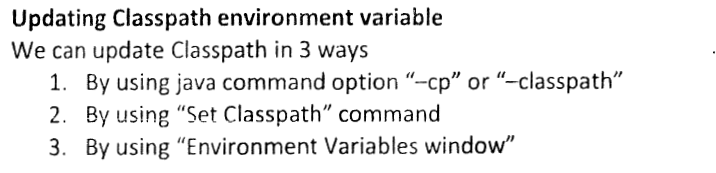 Updating Classpath environment variable
We can update Classpath in 3 ways
1. By using java command option “–cp” or “–classpath”
2. By using “Set Classpath” command
3. By using “Environment Variables window”